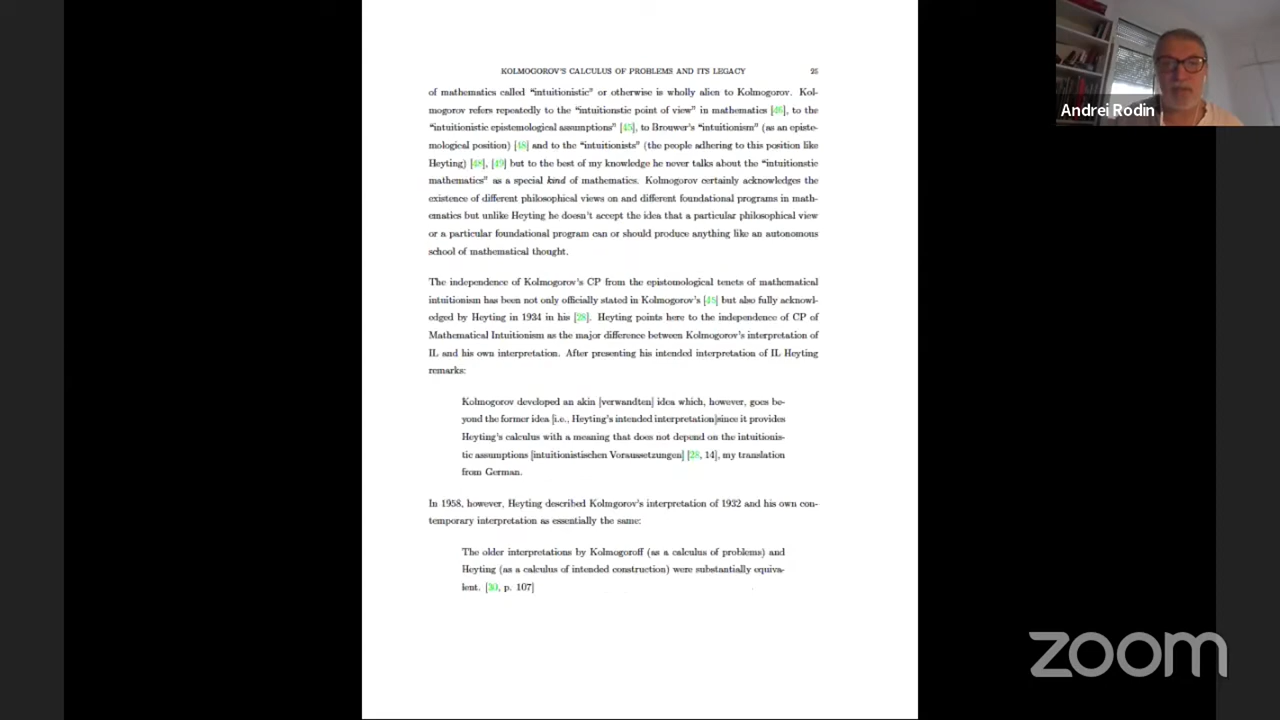 KOLMOGOROV'S CALCULUS OF PROBLEMS AND ITS LEGACY 25
of mathematics called "intuitionistic" or otherwise is wholly alien to Kolmogorov. Kol-
mogorov refers repeatedly to the "intuitionstic point of view" in mathematics [46], to the
"intuitionistic epistemological assumptions" [45], to Brouwer's "intuitionism" (as an episte-
mological position) [48] and to the "intuitionists" (the people adhering to this position like
Heyting) [48], [49] but to the best of my knowledge he never talks about the "intuitionstic
mathematics" as a special kind of mathematics. Kolmogorov certainly acknowledges the
existence of different philosophical views on and different foundational programs in math-
ematics but unlike Heyting he doesn't accept the idea that a particular philosophical view
or a particular foundational program can or should produce anything like an autonomous
school of mathematical thought.
The independence of Kolmogorov's CP from the epistemological tenets of mathematical
intuitionism has been not only officially stated in Kolmogorov's [45] but also fully acknowl-
edged by Heyting in 1934 in his [28]. Heyting points here to the independence of CP of
Mathematical Intuitionism as the major difference between Kolmogorov's interpretation of
IL and his own interpretation. After presenting his intended interpretation of IL Heyting
remarks:
Kolmogorov developed an akin [verwandten] idea which, however, goes be-
yond the former idea [i.e., Heyting's intended interpretation]since it provides
Heyting's calculus with a meaning that does not depend on the intuitionis-
tic assumptions [intuitionistischen Voraussetzungen] [28, 14], my translation
from German.
In 1958, however, Heyting described Kolmgorov's interpretation of 1932 and his own con-
temporary interpretation as essentially the same:
The older interpretations by Kolmogoroff (as a calculus of problems) and
Heyting (as a calculus of intended construction) were substantially equiva-
lent. [30, p. 107]
Andrei Rodin
zoom